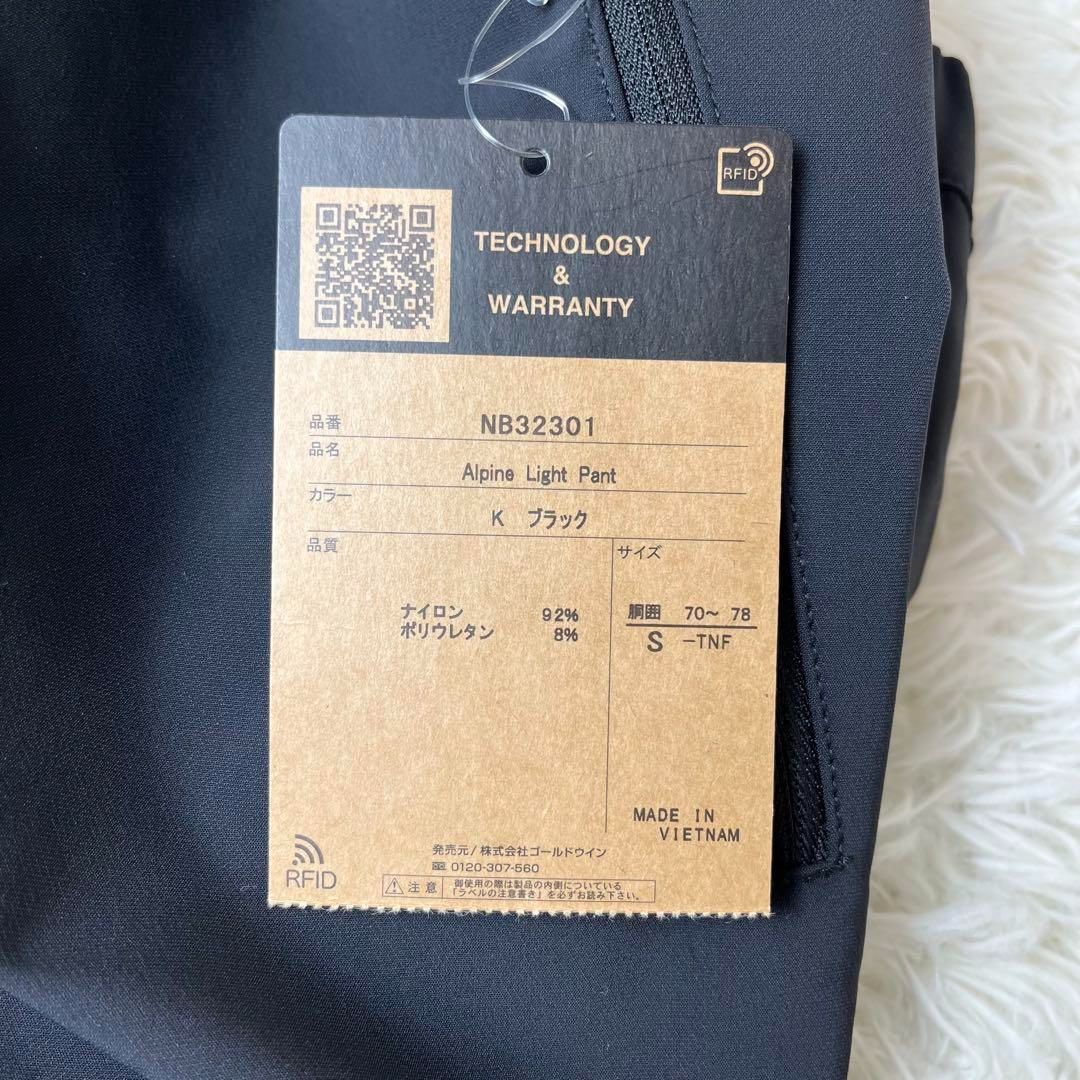 RFID
TECHNOLOGY
&
WARRANTY
品番 NB32301
品名
Alpine Light Pant
カラー
K ブラック
品質
ナイロン 92%
ポリウレタン 8%
サイズ
胴囲 70~ 78
S -TNF
MADE IN
VIETNAM
RFID
発売元/株式会社ゴールドウイン
0120-307-560
注意
御使用の際は製品の内側についている
「ラベルの注意書き」を必ずお読み下さい。